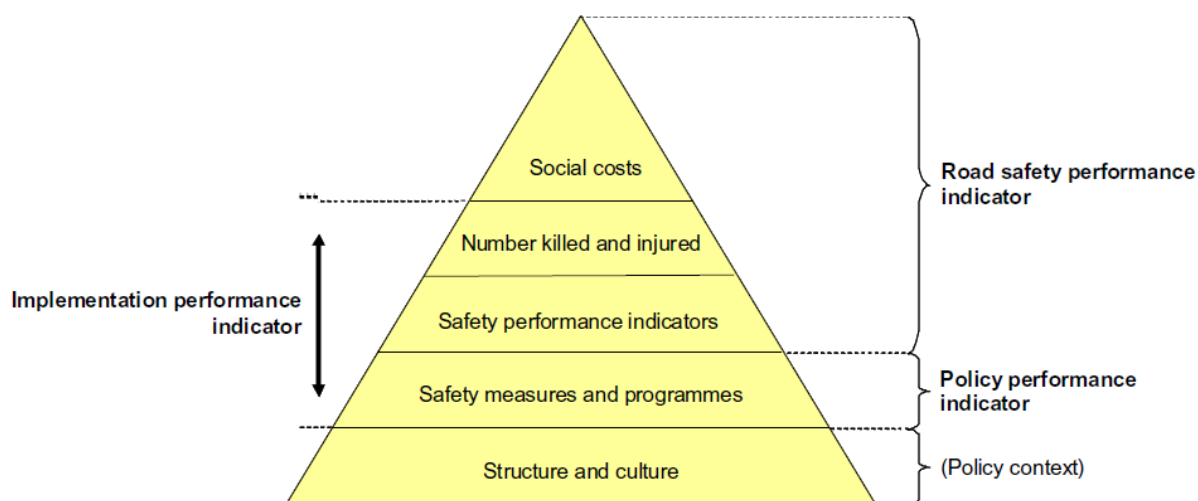 Social costs
Number killed and injured
Safety performance indicators
Safety measures and programmes
Structure and culture
Implementation performance
indicator
Road safety performance
indicator
Policy performance
indicator
(Policy context)